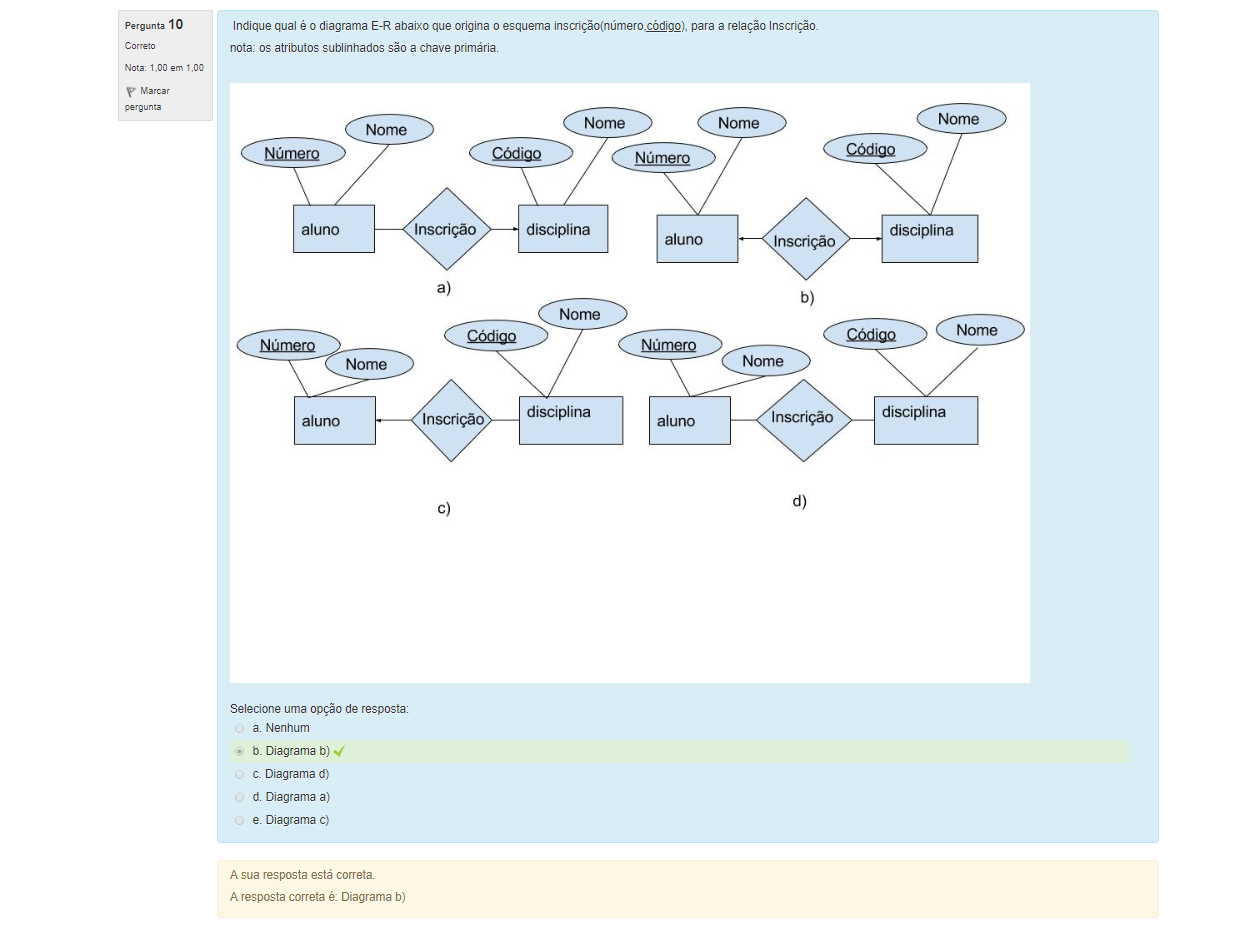 Pergunta 10
Correto
Nota: 1,00 em 1,00
Marcar
pergunta
Indique qual é o diagrama E-R abaixo que origina o esquema inscrição(número,código), para a relação Inscrição.
nota: os atributos sublinhados são a chave primária.
Número
Nome
aluno
Inscrição
Código
Nome
disciplina
a)
Número
Nome
aluno
Inscrição
Código
Nome
disciplina
b)
Número
Nome
aluno
Inscrição
Código
Nome
disciplina
c)
Número
Nome
aluno
Inscrição
Código
Nome
disciplina
d)
Selecione uma opção de resposta:
a. Nenhum
b. Diagrama b)
c. Diagrama d)
d. Diagrama a)
e. Diagrama c)
A sua resposta está correta.
A resposta correta é: Diagrama b)